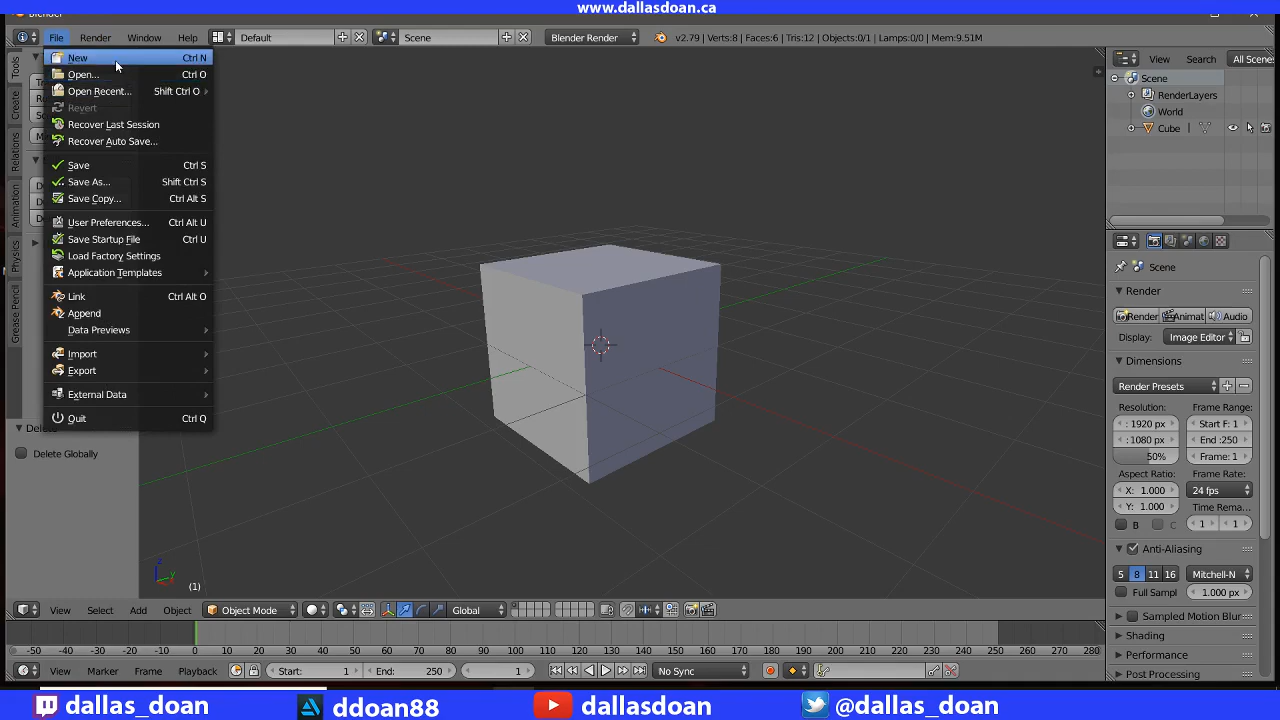 www.dallasdoan.ca
Blender
File Render Window Help Default Scene Blender Render v2.79 | Verts:8 | Faces:6 | Tris:12 | Objects:0/1 | Lamps:0/0 | Mem:9.51M
New Ctrl N
Open... Ctrl O
Open Recent... Shift Ctrl O
Revert
Recover Last Session
Recover Auto Save...
Save Ctrl S
Save As... Shift Ctrl S
Save Copy... Ctrl Alt S
User Preferences... Ctrl Alt U
Save Startup File Ctrl U
Load Factory Settings
Application Templates
Link Ctrl Alt O
Append
Data Previews
Import
Export
External Data
Quit Ctrl Q
Tools
Create
Relations
Animation
Physics
Grease Pencil
Delete Globally
z
y
(1)
View Search All Scene
Scene
RenderLayers
World
Cube
Scene
Render
Render Animat Audio
Display: Image Editor
Dimensions
Render Presets
Resolution: Frame Range:
: 1920 px Start F: 1
: 1080 px End :250
50% Frame: 1
Aspect Ratio: Frame Rate:
X: 1.000 24 fps
Y: 1.000 Time Rema...
B C 1 1
Anti-Aliasing
5 8 11 16 Mitchell-N
Full Sampl 1.000 px
Sampled Motion Blur
Shading
Performance
Post Processing
View Select Add Object Object Mode Global
-50 -40 -30 -20 -10 0 10 20 30 40 50 60 70 80 90 100 110 120 130 140 150 160 170 180 190 200 210 220 230 240 250 260 270 280
View Marker Frame Playback Start: 1 End: 250 1 No Sync
dallas_doan ddoan88 dallasdoan @dallas_doan